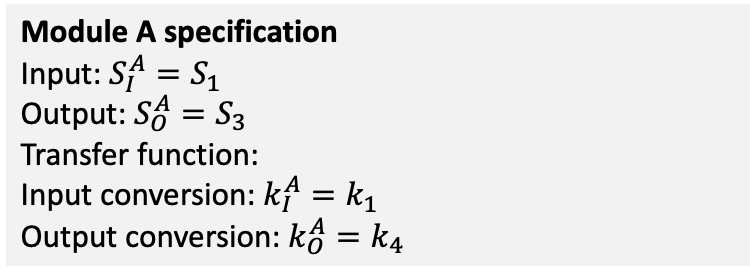 Module A specification
Input: $S_I^A = S_1$
Output: $S_O^A = S_3$
Transfer function:
Input conversion: $k_I^A = k_1$
Output conversion: $k_O^A = k_4$